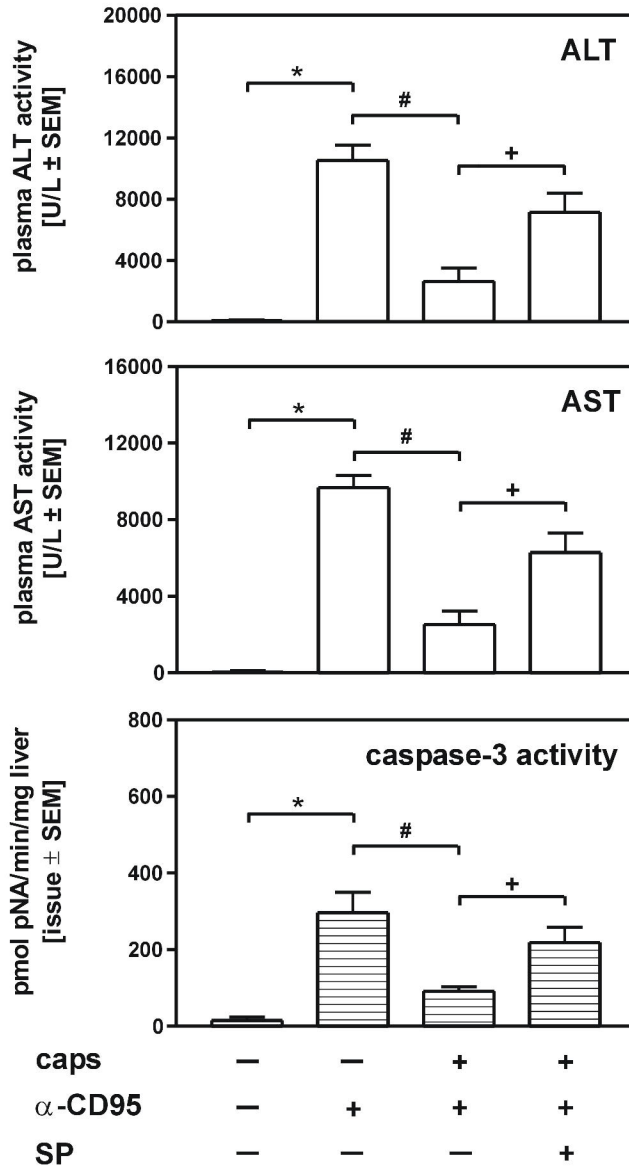 20000
ALT
16000
*
#
12000
+
8000
4000
0
plasma ALT activity
[U/L ± SEM]
16000
AST
*
12000
#
+
8000
4000
0
plasma AST activity
[U/L ± SEM]
800
caspase-3 activity
600
*
#
400
+
200
0
pmol pNA/min/mg liver
[issue ± SEM]
caps — — + +
α-CD95 — + + +
SP — — — +